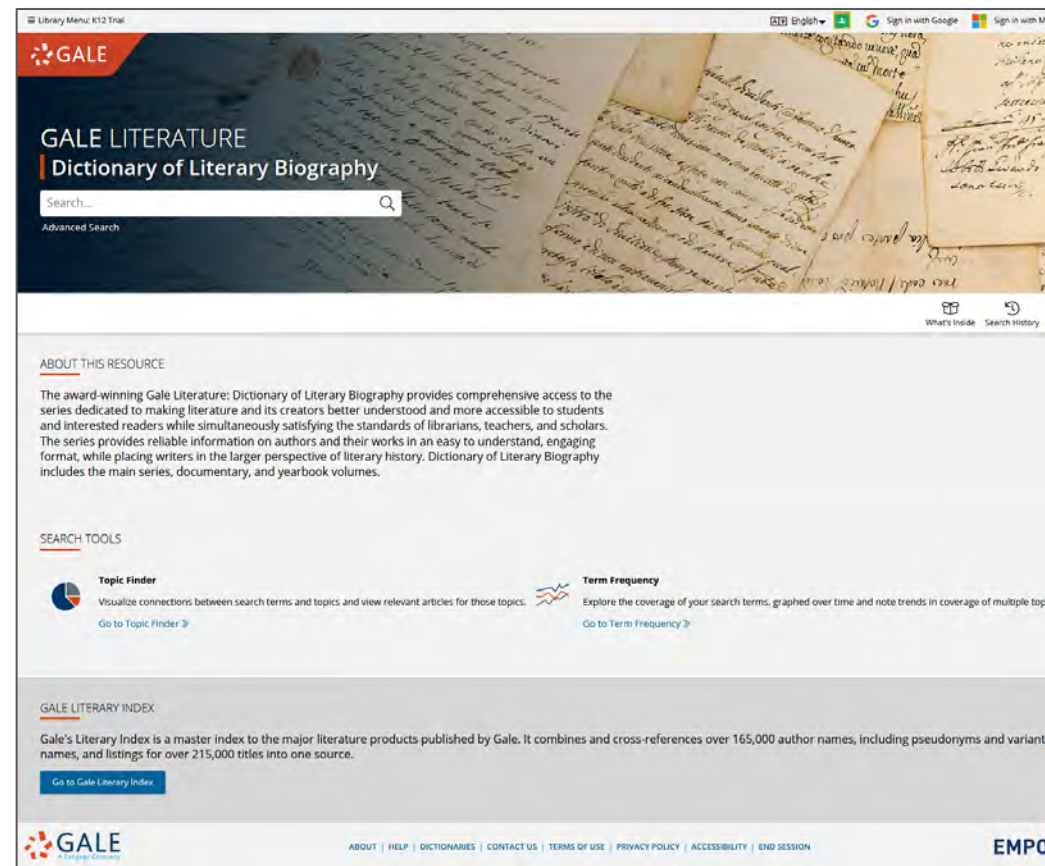 Library Menu: K12 Trial
English
Sign in with Google
Sign in with M
GALE
GALE LITERATURE
Dictionary of Literary Biography
Search...
Advanced Search
What's Inside
Search History
ABOUT THIS RESOURCE
The award-winning Gale Literature: Dictionary of Literary Biography provides comprehensive access to the
series dedicated to making literature and its creators better understood and more accessible to students
and interested readers while simultaneously satisfying the standards of librarians, teachers, and scholars.
The series provides reliable information on authors and their works in an easy to understand, engaging
format, while placing writers in the larger perspective of literary history. Dictionary of Literary Biography
includes the main series, documentary, and yearbook volumes.
SEARCH TOOLS
Topic Finder
Visualize connections between search terms and topics and view relevant articles for those topics.
Go to Topic Finder »
Term Frequency
Explore the coverage of your search terms, graphed over time and note trends in coverage of multiple top
Go to Term Frequency »
GALE LITERARY INDEX
Gale's Literary Index is a master index to the major literature products published by Gale. It combines and cross-references over 165,000 author names, including pseudonyms and variant
names, and listings for over 215,000 titles into one source.
Go to Gale Literary Index
GALE
A Cengage Company
ABOUT | HELP | DICTIONARIES | CONTACT US | TERMS OF USE | PRIVACY POLICY | ACCESSIBILITY | END SESSION
EMPO